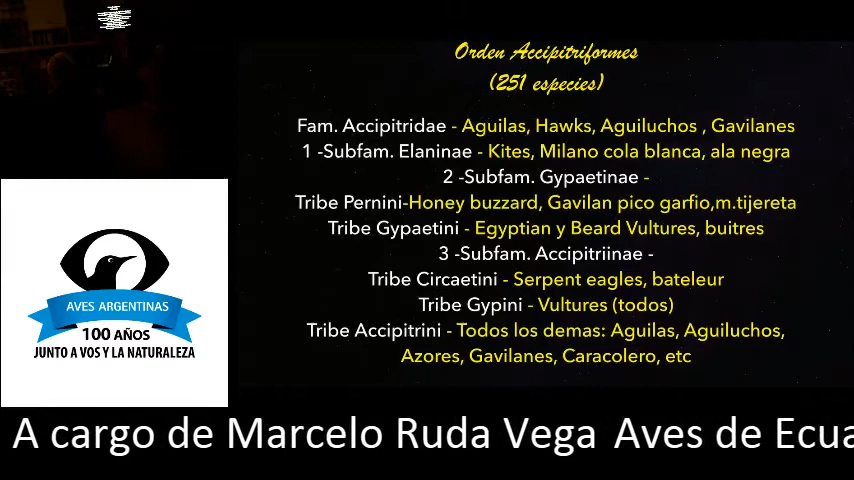 Orden Accipitriformes
(251 especies)
Fam. Accipitridae - Aguilas, Hawks, Aguiluchos , Gavilanes
1 -Subfam. Elaninae - Kites, Milano cola blanca, ala negra
2 -Subfam. Gypaetinae -
Tribe Pernini-Honey buzzard, Gavilan pico garfio,m.tijereta
Tribe Gypaetini - Egyptian y Beard Vultures, buitres
3 -Subfam. Accipitriinae -
Tribe Circaetini - Serpent eagles, bateleur
Tribe Gypini - Vultures (todos)
Tribe Accipitrini - Todos los demas: Aguilas, Aguiluchos,
Azores, Gavilanes, Caracolero, etc
AVES ARGENTINAS
100 AÑOS
JUNTO A VOS Y LA NATURALEZA
A cargo de Marcelo Ruda Vega Aves de Ecua